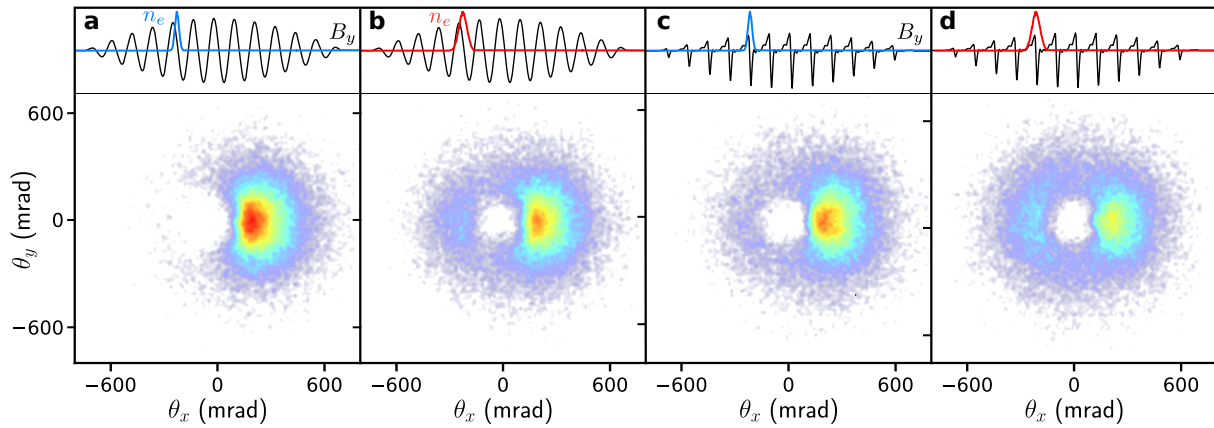 a n_e B_y
b n_e
c B_y
d
600
0
−600
θ_y (mrad)
−600 0 600
−600 0 600
−600 0 600
−600 0 600
θ_x (mrad)
θ_x (mrad)
θ_x (mrad)
θ_x (mrad)